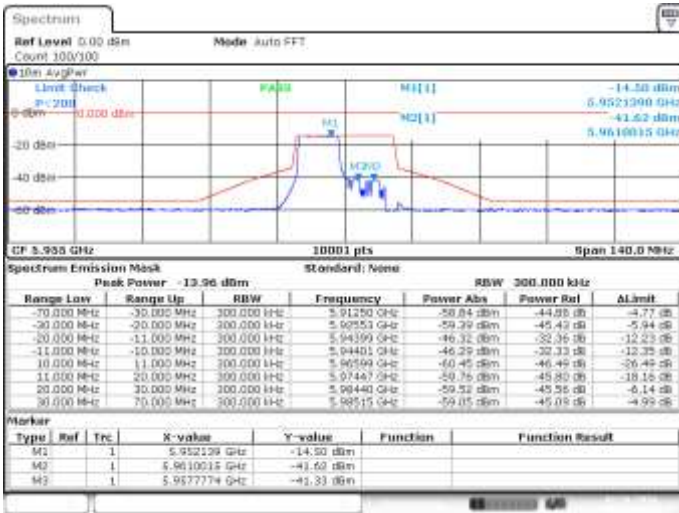 Spectrum
Ref Level 0.00 dBm Mode Auto FFT
Count 100/100
1Rm AvgPwr
Limit Check PASS M1[1] -14.50 dBm
P<200 5.9521390 GHz
0 dBm 0.000 dBm M2[1] -41.62 dBm
M1 5.9610015 GHz
-20 dBm
-40 dBm
-60 dBm
CF 5.955 GHz 10001 pts Span 140.0 MHz
Spectrum Emission Mask Standard: None
Peak Power -13.96 dBm RBW 300.000 kHz
Range Low Range Up RBW Frequency Power Abs Power Rel ΔLimit
-70.000 MHz -30.000 MHz 300.000 kHz 5.91250 GHz -58.84 dBm -44.88 dB -4.77 dB
-30.000 MHz -20.000 MHz 300.000 kHz 5.92553 GHz -59.39 dBm -45.43 dB -5.94 dB
-20.000 MHz -11.000 MHz 300.000 kHz 5.94399 GHz -46.32 dBm -32.36 dB -12.23 dB
-11.000 MHz -10.000 MHz 300.000 kHz 5.94401 GHz -46.29 dBm -32.33 dB -12.35 dB
10.000 MHz 11.000 MHz 300.000 kHz 5.96599 GHz -60.45 dBm -46.49 dB -26.49 dB
11.000 MHz 20.000 MHz 300.000 kHz 5.97467 GHz -59.76 dBm -45.80 dB -18.16 dB
20.000 MHz 30.000 MHz 300.000 kHz 5.98440 GHz -59.52 dBm -45.56 dB -6.14 dB
30.000 MHz 70.000 MHz 300.000 kHz 5.98515 GHz -59.05 dBm -45.09 dB -4.99 dB
Marker
Type Ref Trc X-value Y-value Function Function Result
M1 1 5.952139 GHz -14.50 dBm
M2 1 5.9610015 GHz -41.62 dBm
M3 1 5.9577774 GHz -41.33 dBm